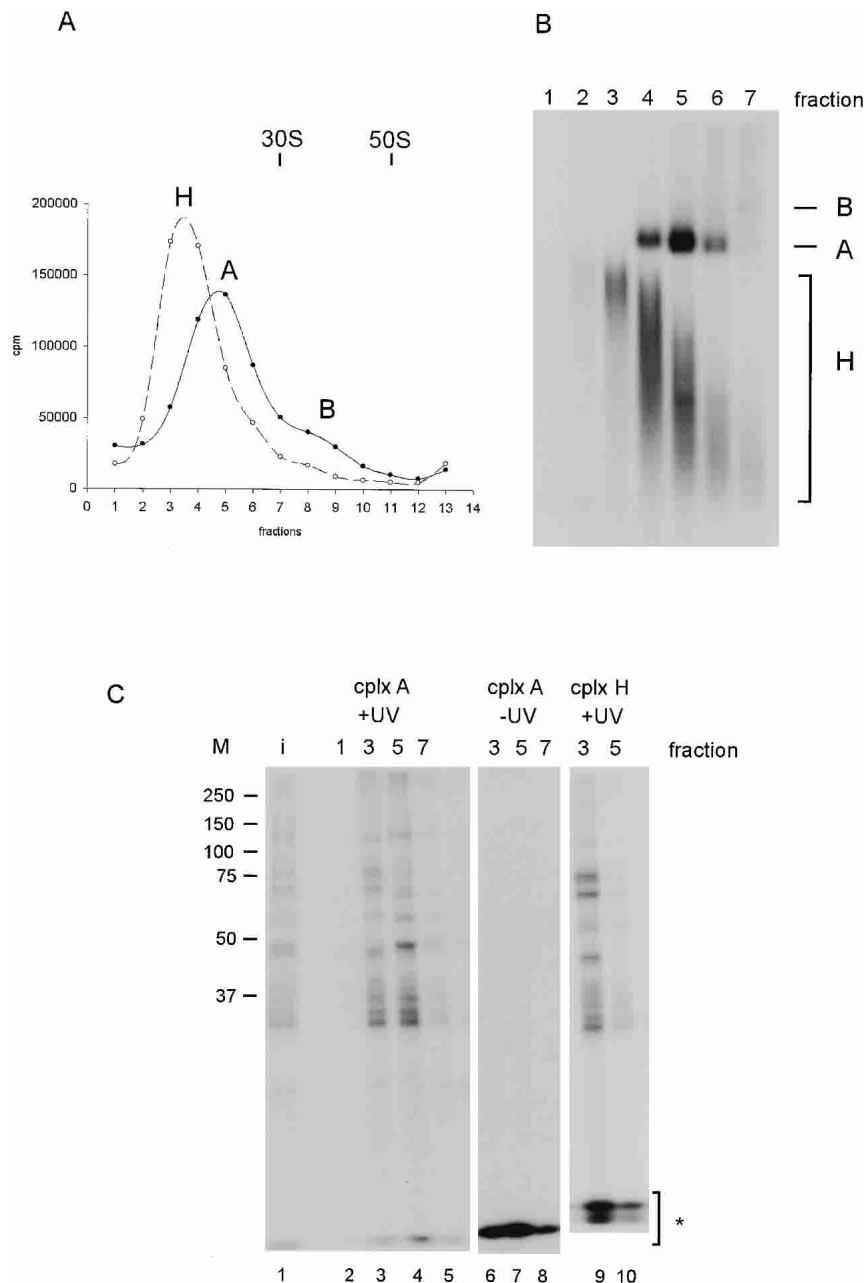 A
30S 50S
H
A
B
200000
150000
100000
50000
0
cpm
0 1 2 3 4 5 6 7 8 9 10 11 12 13 14
fractions
B
1 2 3 4 5 6 7 fraction
B
A
H
C
cplx A cplx A cplx H
+UV -UV +UV
M i 1 3 5 7 3 5 7 3 5 fraction
250
150
100
75
50
37
*
1 2 3 4 5 6 7 8 9 10